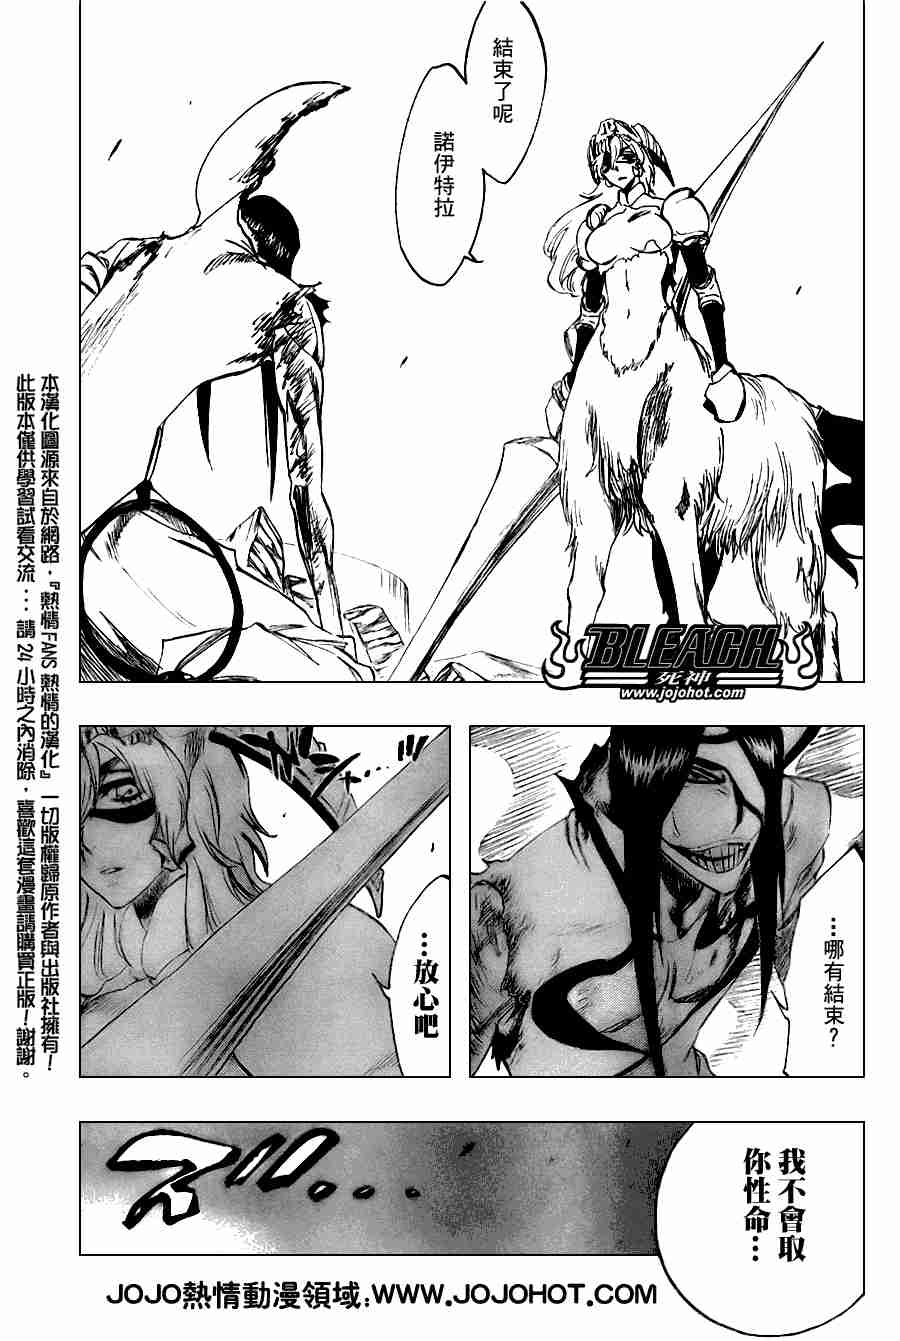 結束了呢
諾伊特拉
BLEACH
死神
www.jojohot.com
…哪有結束?
…放心吧
我不會取
你性命…
本漢化圖源來自於網路,『熱情FANS熱情的漢化』一切版權歸原作者與出版社擁有!
此版本僅供學習試看交流...請24小時之內消除,喜歡這套漫畫請購買正版!謝謝。
JOJO熱情動漫領域:WWW.JOJOHOT.COM